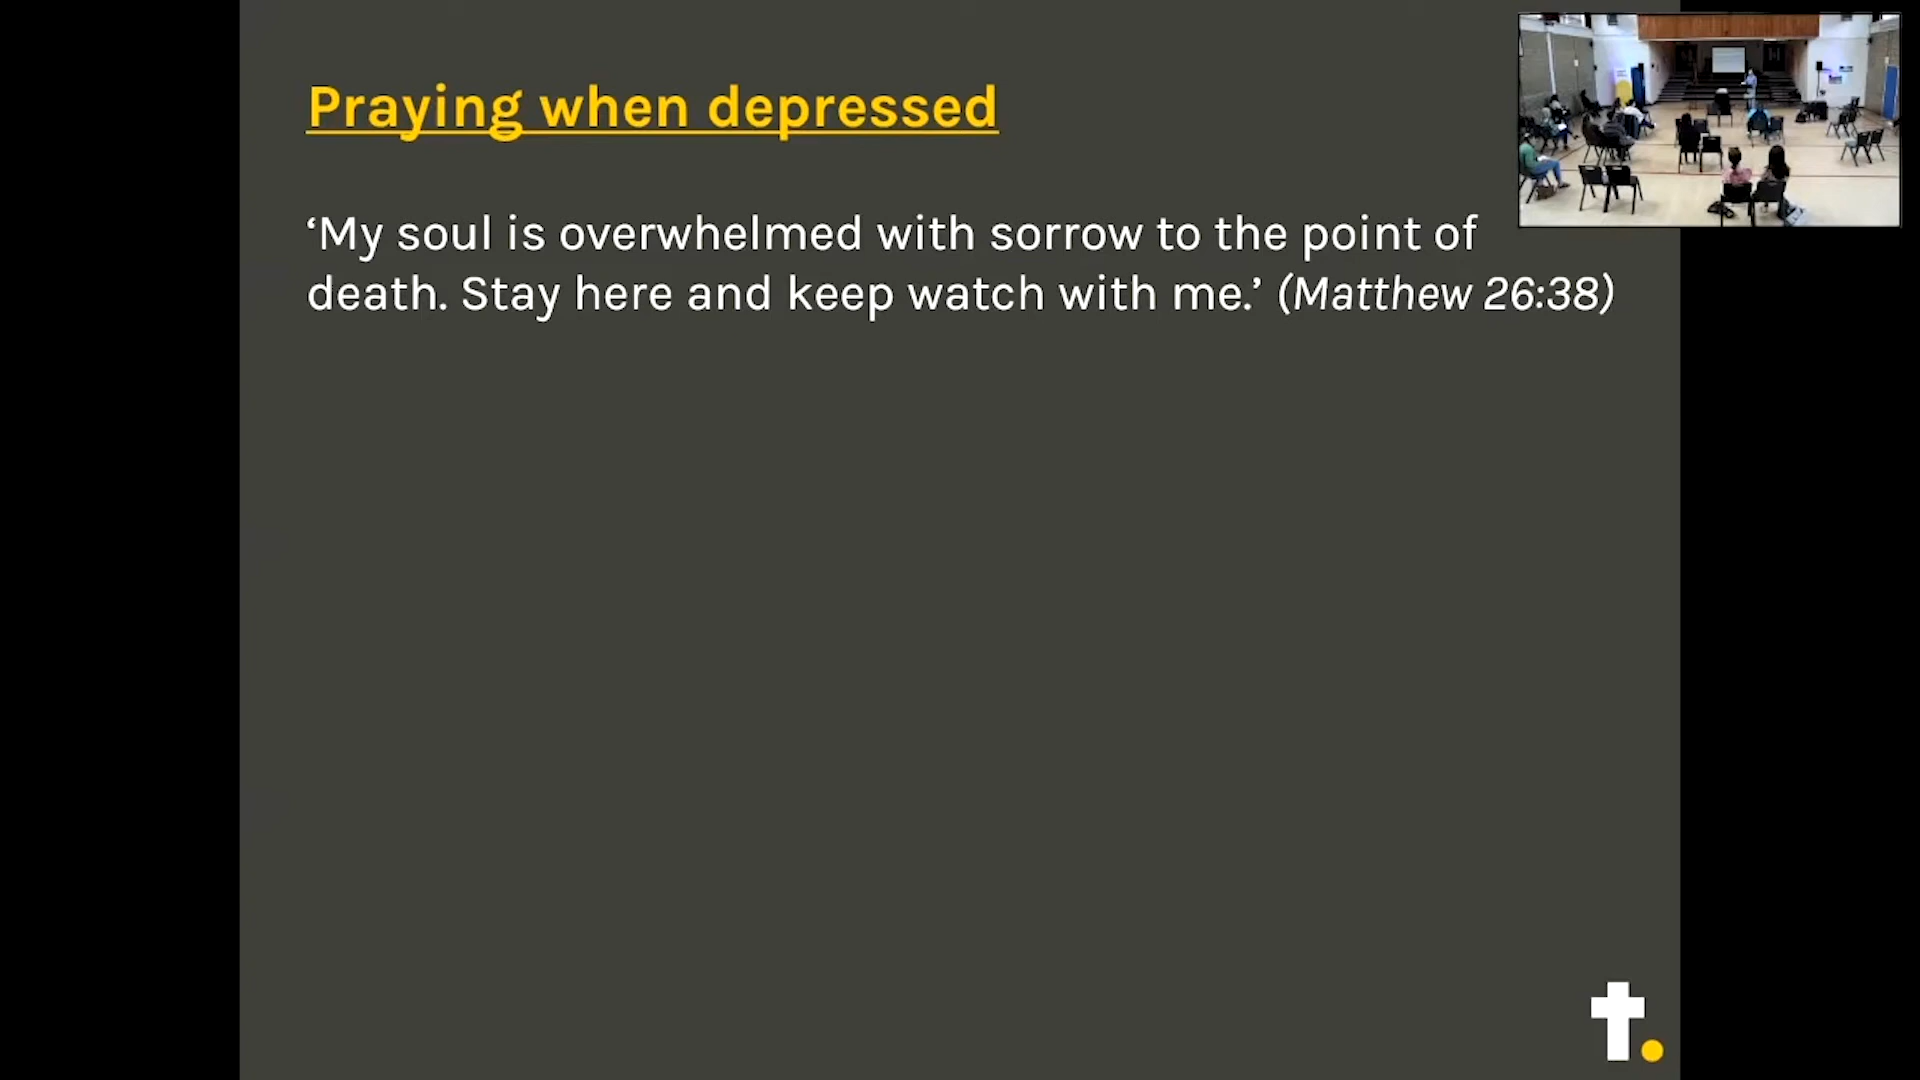 Praying when depressed
‘My soul is overwhelmed with sorrow to the point of
death. Stay here and keep watch with me.’ (Matthew 26:38)